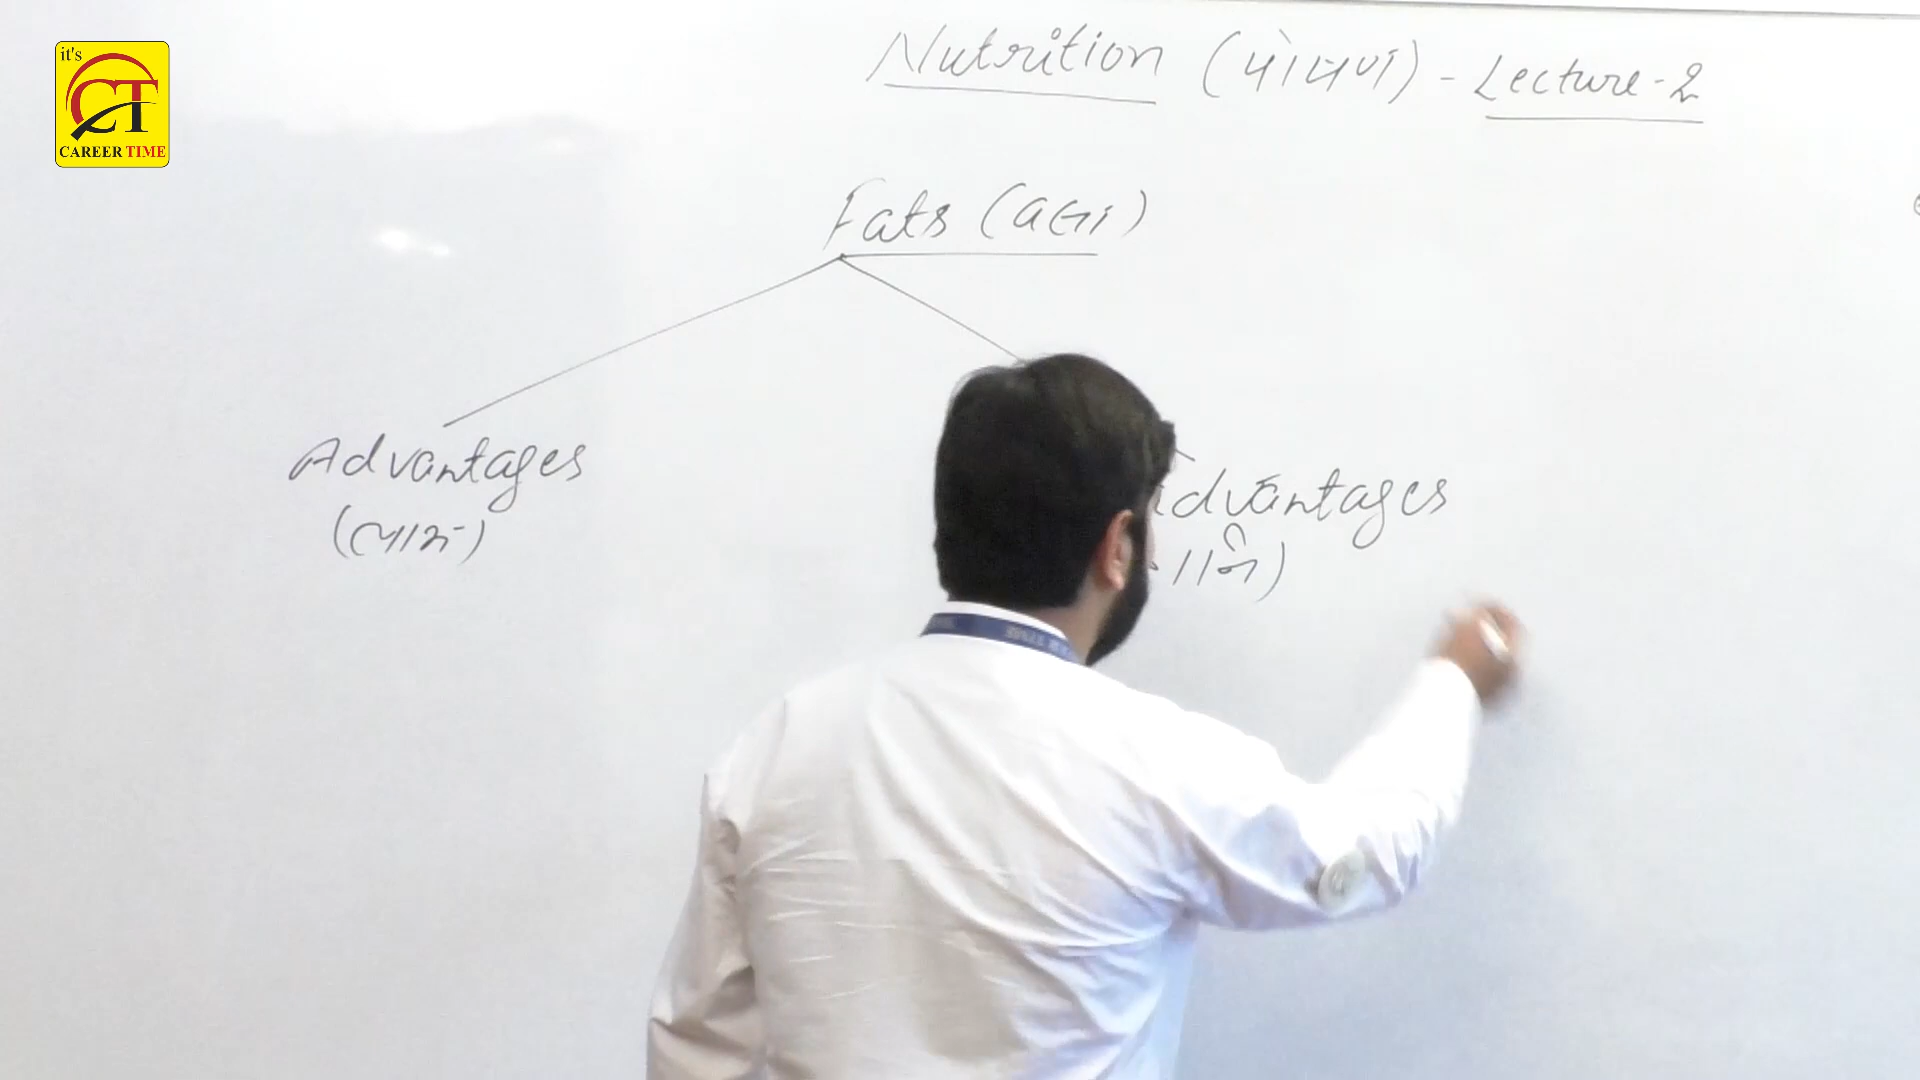 it's
CT
CAREER TIME
Nutrition (पोषण) - Lecture-2
Fats (वसा)
Advantages
(लाभ)
dvantages